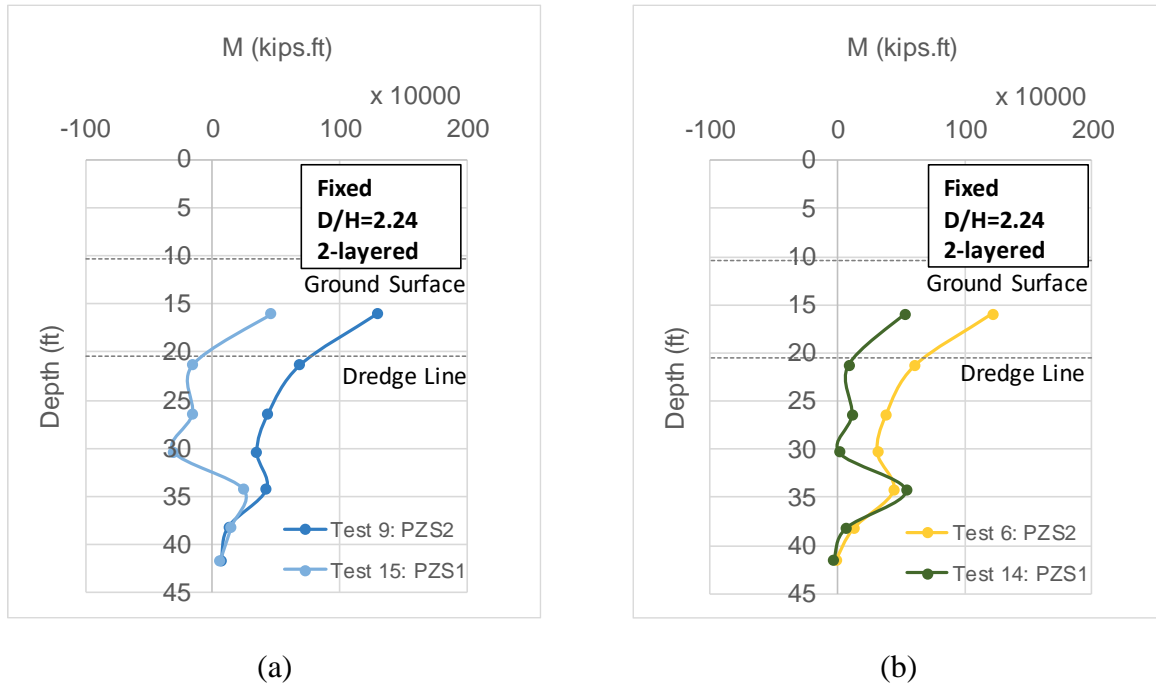 M (kips.ft)
x 10000
-100 0 100 200
0
Fixed
D/H=2.24
2-layered
5
10
Ground Surface
15
20
Dredge Line
25
30
35
40
45
Depth (ft)
Test 9: PZS2
Test 15: PZS1
(a)
M (kips.ft)
x 10000
-100 0 100 200
0
Fixed
D/H=2.24
2-layered
5
10
Ground Surface
15
20
Dredge Line
25
30
35
40
45
Depth (ft)
Test 6: PZS2
Test 14: PZS1
(b)